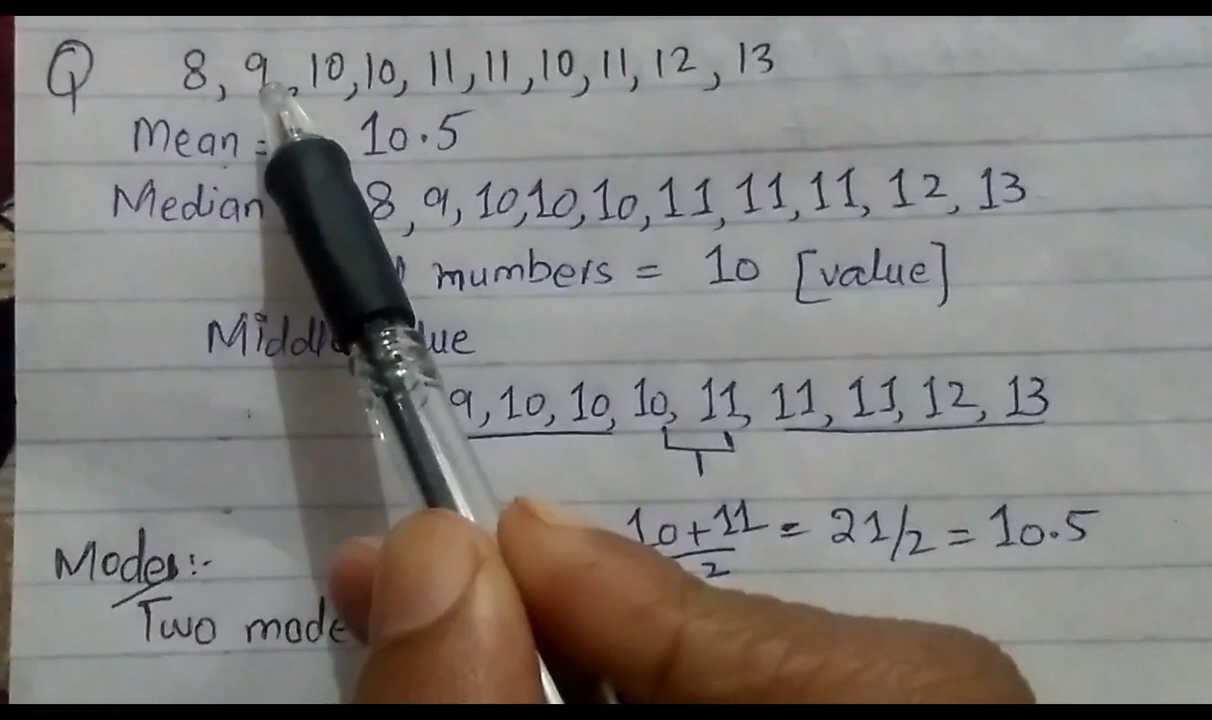 Q 8, 9, 10, 10, 11, 11, 10, 11, 12, 13
Mean = 10.5
Median 8, 9, 10, 10, 10, 11, 11, 11, 12, 13
numbers = 10 [value]
9, 10, 10, 10, 11, 11, 11, 12, 13
10+11/2 = 21/2 = 10.5
Modes:-
Two mode